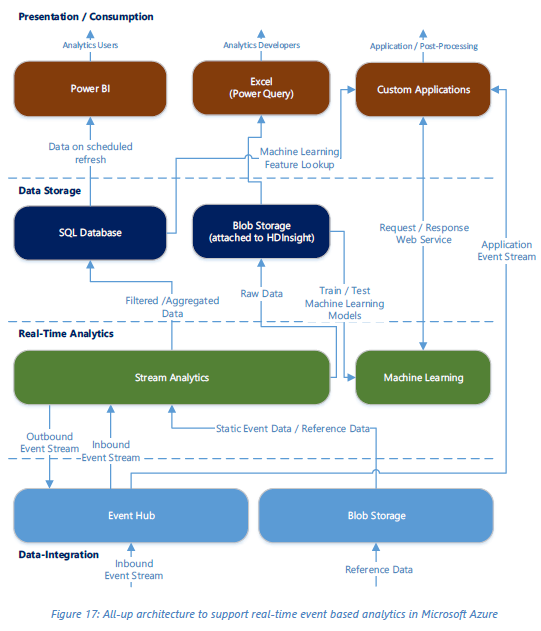 Presentation / Consumption
Analytics Users
Analytics Developers
Application / Post-Processing
Power BI
Excel
(Power Query)
Custom Applications
Data on scheduled
refresh
Machine Learning
Feature Lookup
Data Storage
SQL Database
Blob Storage
(attached to HDInsight)
Request / Response
Web Service
Application
Event Stream
Filtered /Aggregated
Data
Raw Data
Train / Test
Machine Learning
Models
Real-Time Analytics
Stream Analytics
Machine Learning
Outbound
Event Stream
Inbound
Event Stream
Static Event Data / Reference Data
Event Hub
Blob Storage
Data-Integration
Inbound
Event Stream
Reference Data
Figure 17: All-up architecture to support real-time event based analytics in Microsoft Azure